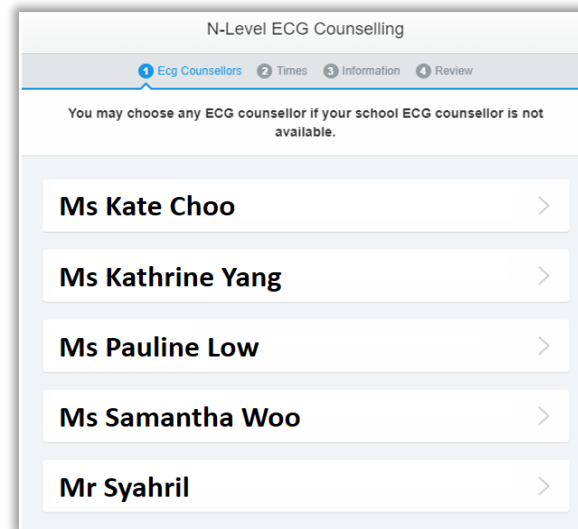 N-Level ECG Counselling
1 Ecg Counsellors 2 Times 3 Information 4 Review
You may choose any ECG counsellor if your school ECG counsellor is not
available.
Ms Kate Choo
Ms Kathrine Yang
Ms Pauline Low
Ms Samantha Woo
Mr Syahril